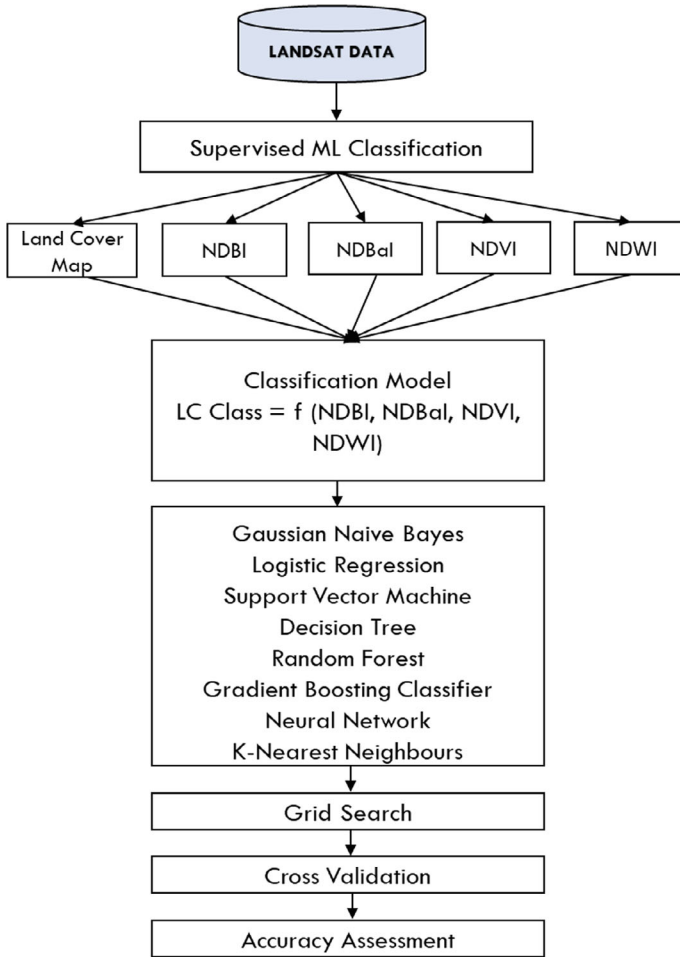 LANDSAT DATA
Supervised ML Classification
Land Cover
Map
NDBI
NDBaI
NDVI
NDWI
Classification Model
LC Class = f (NDBI, NDBaI, NDVI,
NDWI)
Gaussian Naive Bayes
Logistic Regression
Support Vector Machine
Decision Tree
Random Forest
Gradient Boosting Classifier
Neural Network
K-Nearest Neighbours
Grid Search
Cross Validation
Accuracy Assessment